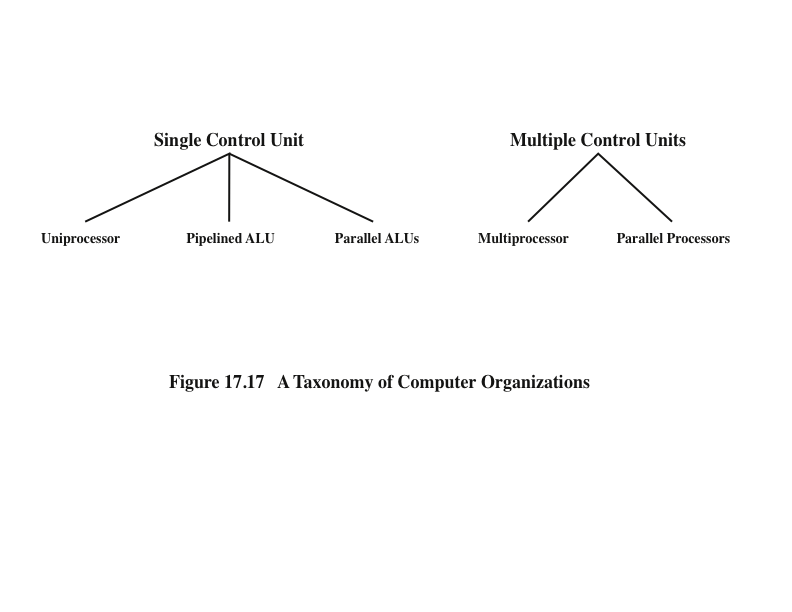 Single Control Unit
Multiple Control Units
Uniprocessor
Pipelined ALU
Parallel ALUs
Multiprocessor
Parallel Processors
Figure 17.17 A Taxonomy of Computer Organizations